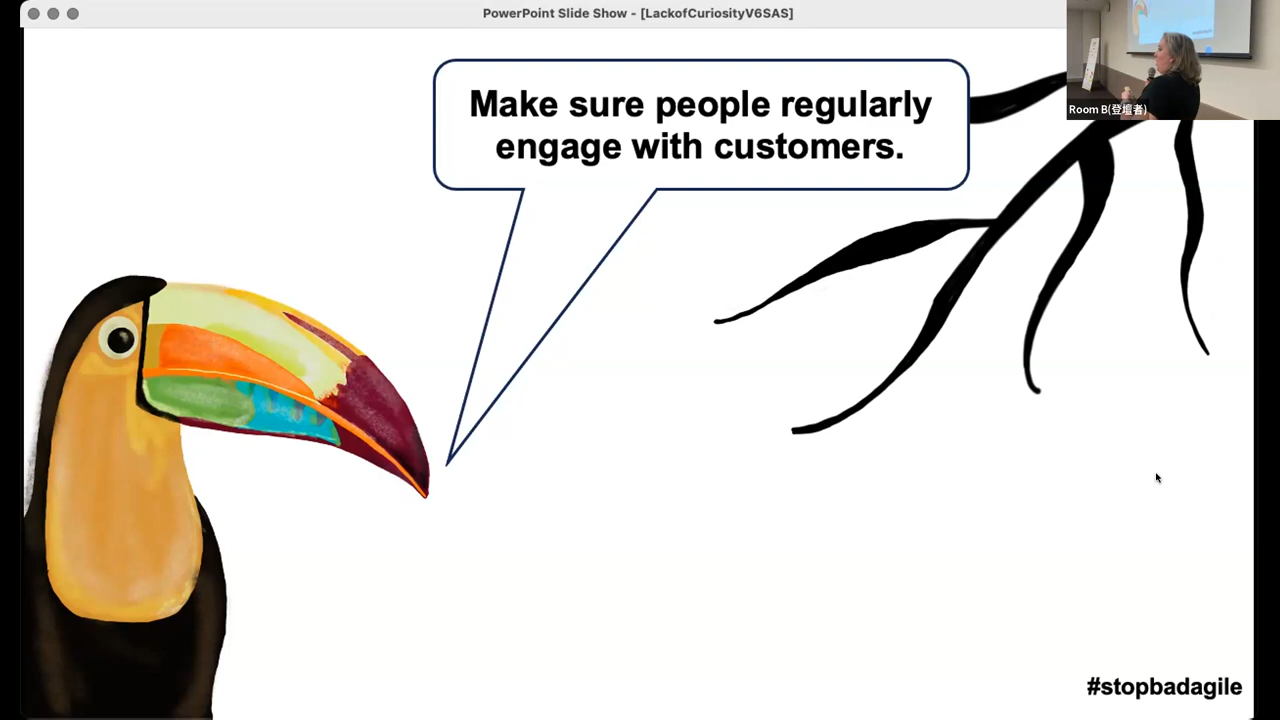 PowerPoint Slide Show - [LackofCuriosityV6SAS]
Make sure people regularly
engage with customers.
Room B(登壇者)
#stopbadagile